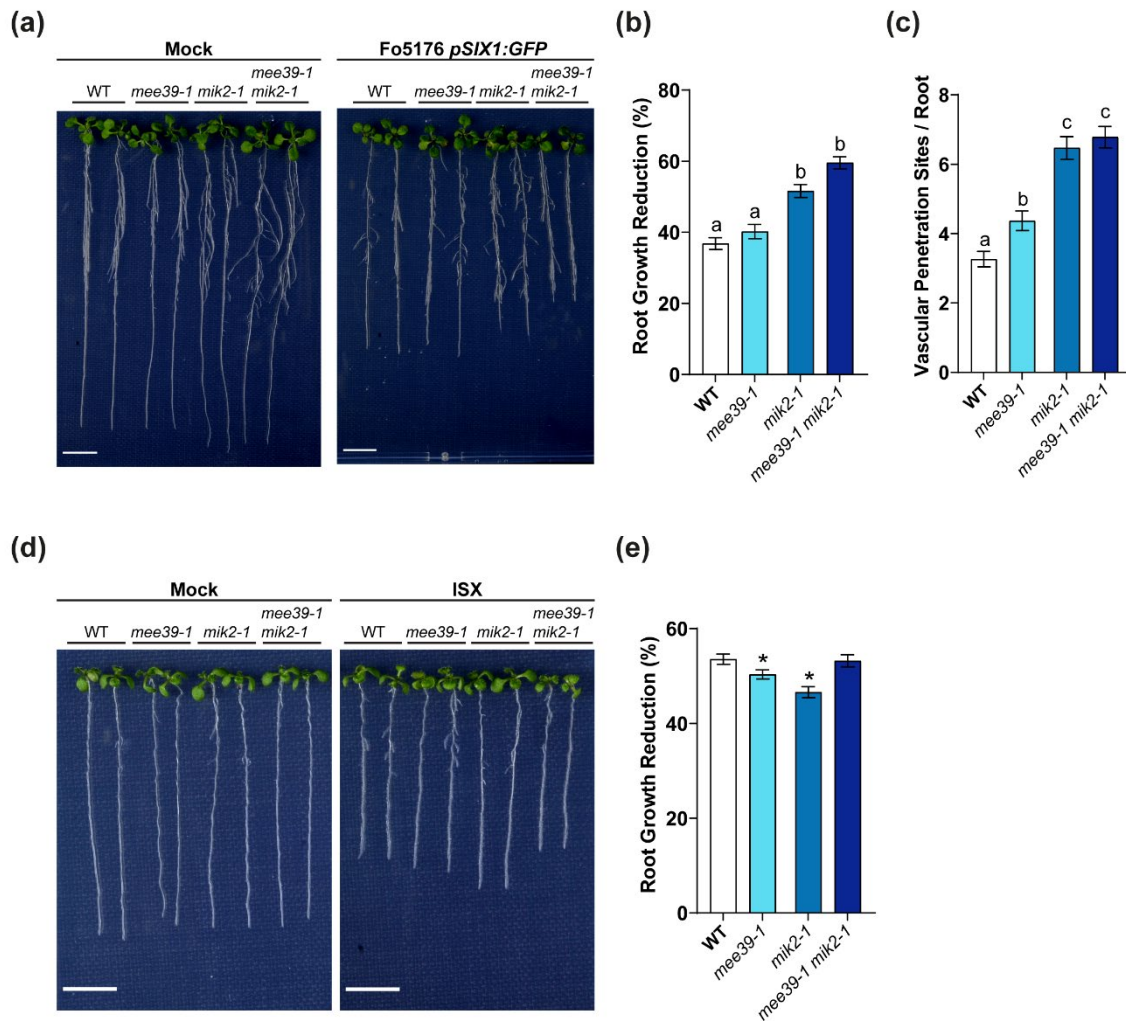 (a)
Mock
WT
mee39-1
mik2-1
mee39-1
mik2-1
Fo5176 pSIX1:GFP
WT
mee39-1
mik2-1
mee39-1
mik2-1
(b)
Root Growth Reduction (%)
80
60
40
20
0
a
a
b
b
WT
mee39-1
mik2-1
mee39-1 mik2-1
(c)
Vascular Penetration Sites / Root
8
6
4
2
0
a
b
c
c
WT
mee39-1
mik2-1
mee39-1 mik2-1
(d)
Mock
WT
mee39-1
mik2-1
mee39-1
mik2-1
ISX
WT
mee39-1
mik2-1
mee39-1
mik2-1
(e)
Root Growth Reduction (%)
60
40
20
0
*
*
WT
mee39-1
mik2-1
mee39-1 mik2-1